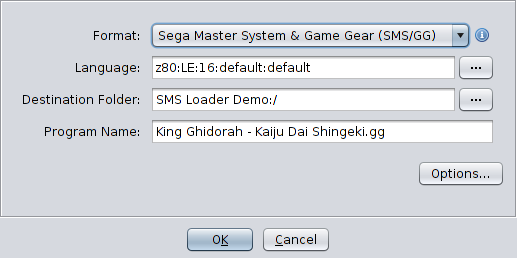 Format: Sega Master System & Game Gear (SMS/GG)
Language: z80:LE:16:default:default ...
Destination Folder: SMS Loader Demo:/ ...
Program Name: King Ghidorah - Kaiju Dai Shingeki.gg
Options...
OK Cancel